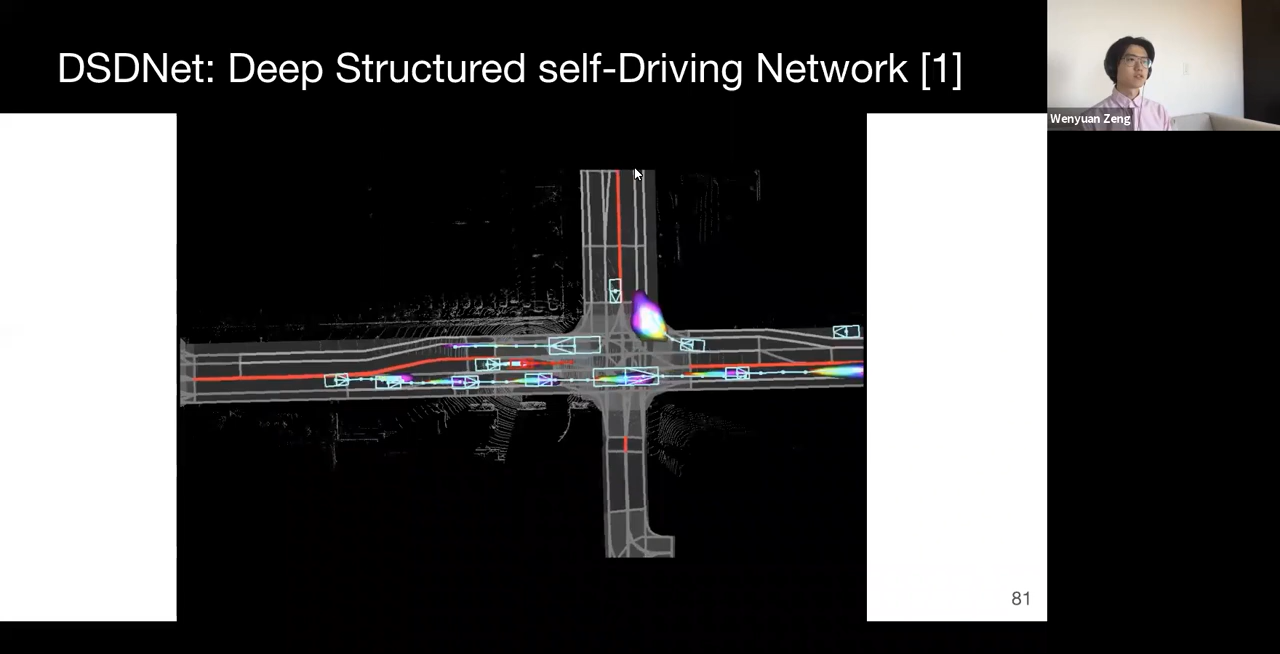 DSDNet: Deep Structured self-Driving Network [1]
Wenyuan Zeng
81